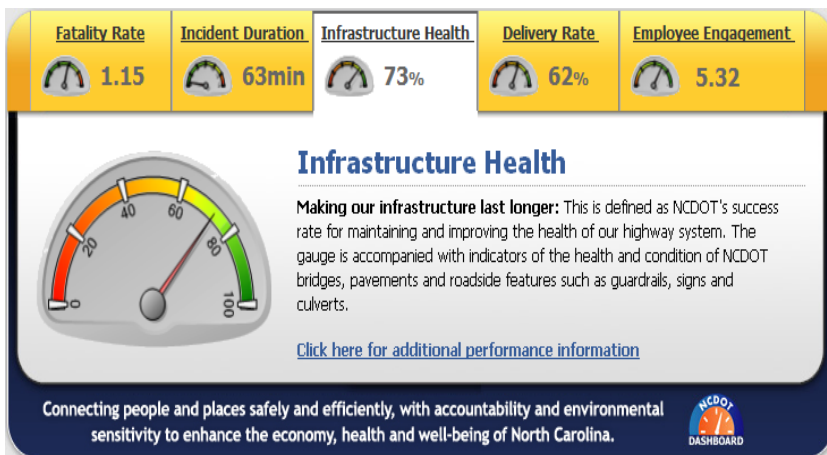 Fatality Rate
1.15
Incident Duration
63min
Infrastructure Health
73%
Delivery Rate
62%
Employee Engagement
5.32
0
20
40
60
80
100
Infrastructure Health
Making our infrastructure last longer: This is defined as NCDOT's success
rate for maintaining and improving the health of our highway system. The
gauge is accompanied with indicators of the health and condition of NCDOT
bridges, pavements and roadside features such as guardrails, signs and
culverts.
Click here for additional performance information
Connecting people and places safely and efficiently, with accountability and environmental
sensitivity to enhance the economy, health and well-being of North Carolina.
NCDOT
DASHBOARD